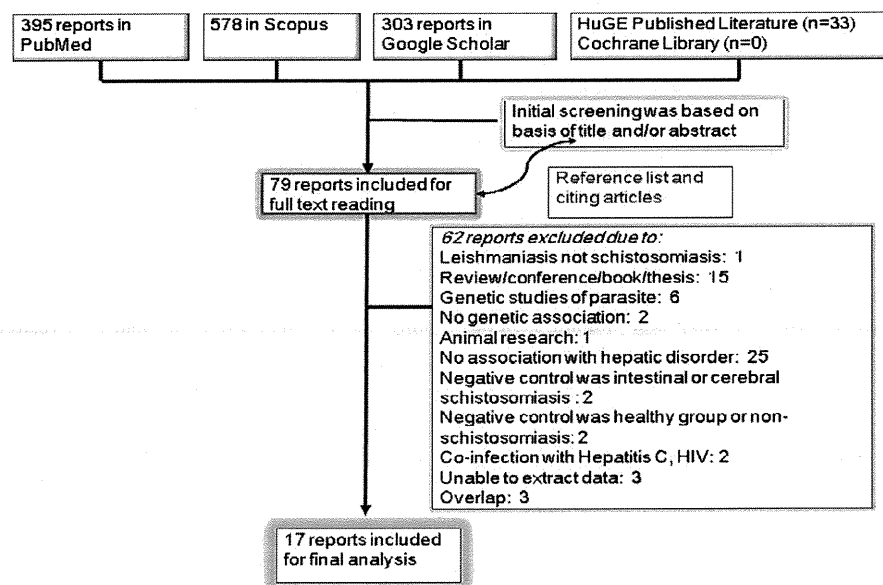 395 reports in
PubMed
578 in Scopus
303 reports in
Google Scholar
HuGE Published Literature (n=33)
Cochrane Library (n=0)
Initial screening was based on
basis of title and/or abstract
79 reports included for
full text reading
Reference list and
citing articles
62 reports excluded due to:
Leishmaniasis not schistosomiasis: 1
Review/conference/book/thesis: 15
Genetic studies of parasite: 6
No genetic association: 2
Animal research: 1
No association with hepatic disorder: 25
Negative control was intestinal or cerebral
schistosomiasis : 2
Negative control was healthy group or non-
schistosomiasis: 2
Co-infection with Hepatitis C, HIV: 2
Unable to extract data: 3
Overlap: 3
17 reports included
for final analysis